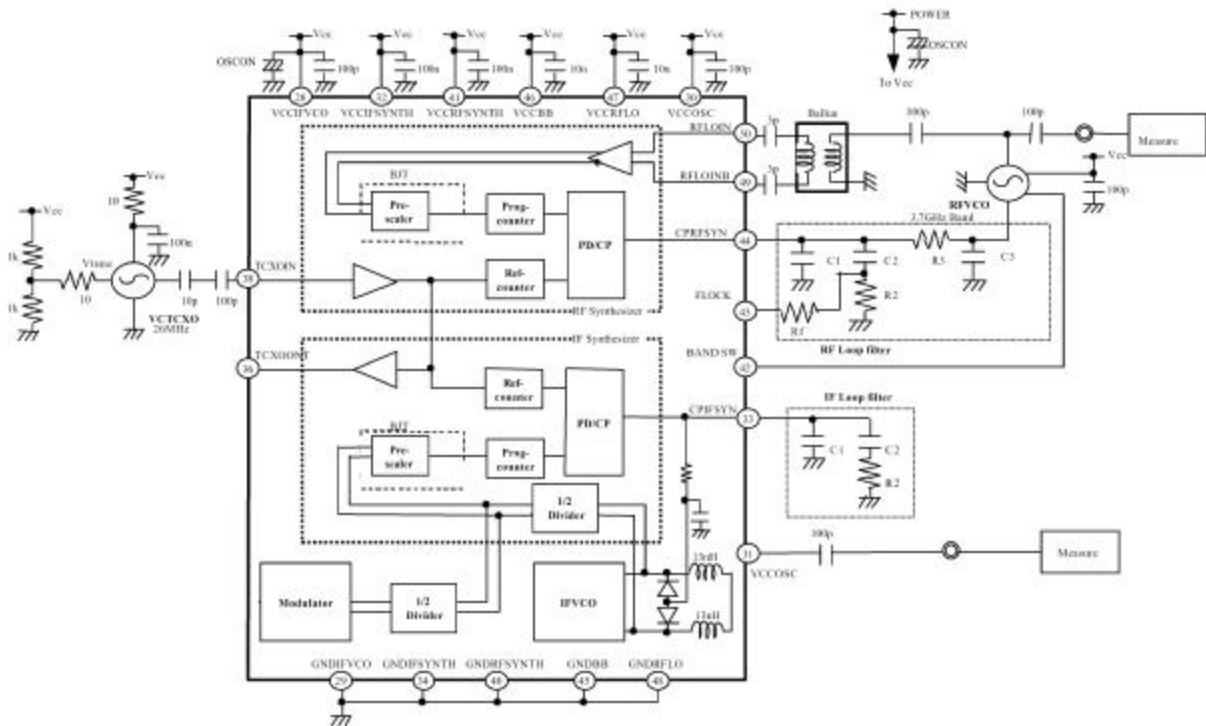 POWER
OSCON
To Vcc
Vcc
Vcc
Vcc
Vcc
Vcc
Vcc
OSCON
100p
100n
100n
10n
10n
100p
28
32
41
46
47
30
VCCIFVCO
VCCIFSYNTH
VCCRFSYNTH
VCCBB
VCCRFLO
VCCOSC
RFLOIN
50
3p
Ballun
100p
100p
Measure
RFLOINB
49
3p
Vcc
100p
RFVCO
3.7GHz Band
BJT
Pre-
scaler
Prog-
counter
PD/CP
Ref-
counter
RF Synthesizer
CPRFSYN
44
C1
C2
R3
C3
R2
FLOCK
43
Rf
RF Loop filter
BAND SW
42
Vcc
10
Vcc
100n
1k
1k
Vtune
10
VCTCXO
26MHz
10p
100p
38
TCXOIN
36
IF Synthesizer
Ref-
counter
PD/CP
BJT
Pre-
scaler
Prog-
counter
1/2
Divider
CPIFSYN
33
IF Loop filter
C1
C2
R2
31
VCCOSC
100p
Measure
Modulator
1/2
Divider
IFVCO
13nH
13nH
GNDIFVCO
GNDIFSYNTH
GNDRFSYNTH
GNDBB
GNDRFLO
29
34
40
45
48